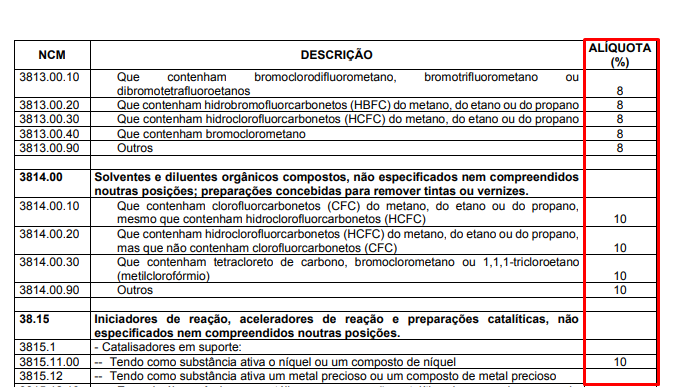 NCM DESCRIÇÃO ALÍQUOTA (%)
3813.00.10 Que contenham bromoclorodifluorometano, bromotrifluorometano ou
dibromotetrafluoroetanos 8
3813.00.20 Que contenham hidrobromofluorcarbonetos (HBFC) do metano, do etano ou do propano 8
3813.00.30 Que contenham hidroclorofluorcarbonetos (HCFC) do metano, do etano ou do propano 8
3813.00.40 Que contenham bromoclorometano 8
3813.00.90 Outros 8
3814.00 Solventes e diluentes orgânicos compostos, não especificados nem compreendidos
noutras posições; preparações concebidas para remover tintas ou vernizes.
3814.00.10 Que contenham clorofluorcarbonetos (CFC) do metano, do etano ou do propano,
mesmo que contenham hidroclorofluorcarbonetos (HCFC) 10
3814.00.20 Que contenham hidroclorofluorcarbonetos (HCFC) do metano, do etano ou do propano,
mas que não contenham clorofluorcarbonetos (CFC) 10
3814.00.30 Que contenham tetracloreto de carbono, bromoclorometano ou 1,1,1-tricloroetano
(metilclorofórmio) 10
3814.00.90 Outros 10
38.15 Iniciadores de reação, aceleradores de reação e preparações catalíticas, não
especificados nem compreendidos noutras posições.
3815.1 - Catalisadores em suporte:
3815.11.00 -- Tendo como substância ativa o níquel ou um composto de níquel 10
3815.12 -- Tendo como substância ativa um metal precioso ou um composto de metal precioso